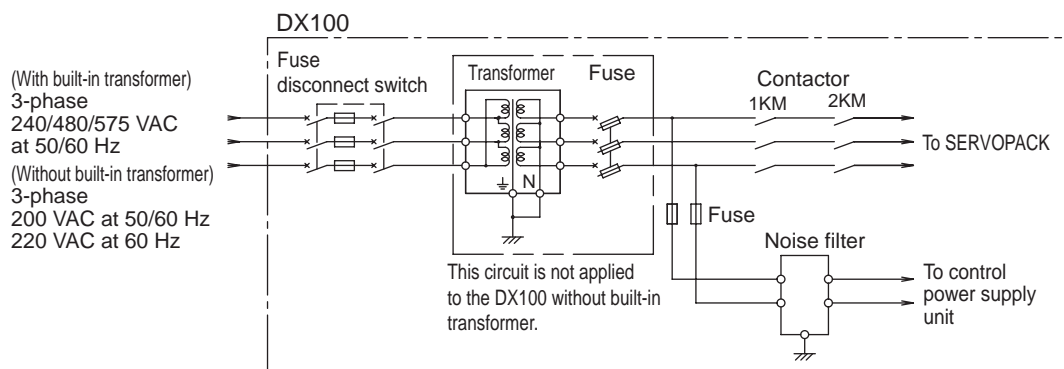 DX100
(With built-in transformer)
3-phase
240/480/575 VAC
at 50/60 Hz
(Without built-in transformer)
3-phase
200 VAC at 50/60 Hz
220 VAC at 60 Hz
Fuse
disconnect switch
Transformer
Fuse
N
This circuit is not applied
to the DX100 without built-in
transformer.
Contactor
1KM
2KM
To SERVOPACK
Fuse
Noise filter
To control
power supply
unit